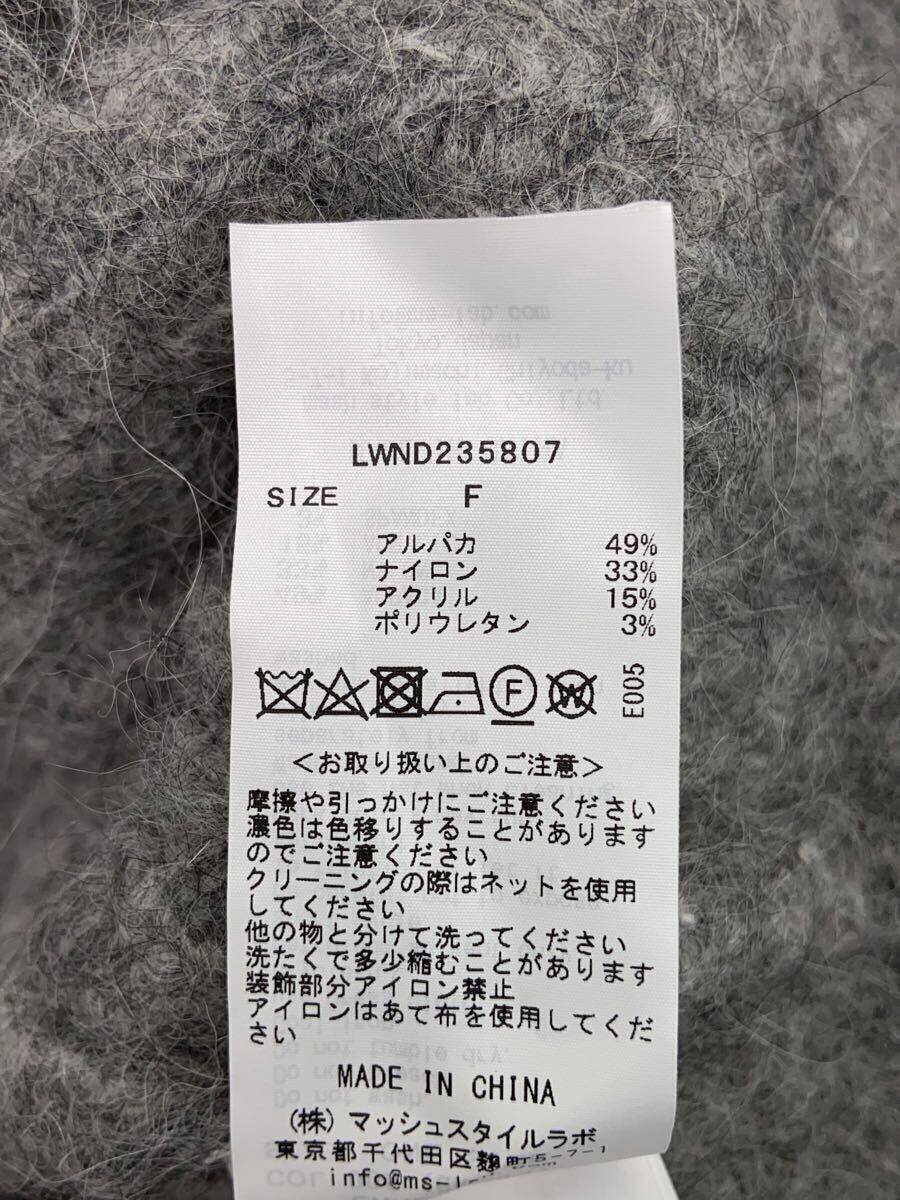 LWND235807
SIZE F
アルパカ 49%
ナイロン 33%
アクリル 15%
ポリウレタン 3%
F W E005
<お取り扱い上のご注意>
摩擦や引っかけにご注意ください
濃色は色移りすることがあります
のでご注意ください
クリーニングの際はネットを使用
してください
他の物と分けて洗ってください
洗たくで多少縮むことがあります
装飾部分アイロン禁止
アイロンはあて布を使用してくだ
さい
MADE IN CHINA
(株)マッシュスタイルラボ
東京都千代田区麹町5-7-1